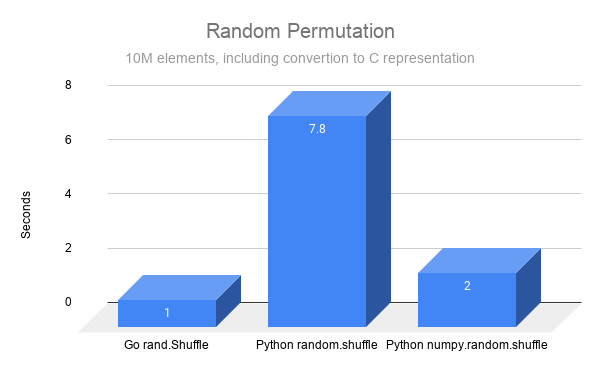 Random Permutation
10M elements, including convertion to C representation
8
6
4
2
0
Seconds
1
7.8
2
Go rand.Shuffle
Python random.shuffle
Python numpy.random.shuffle